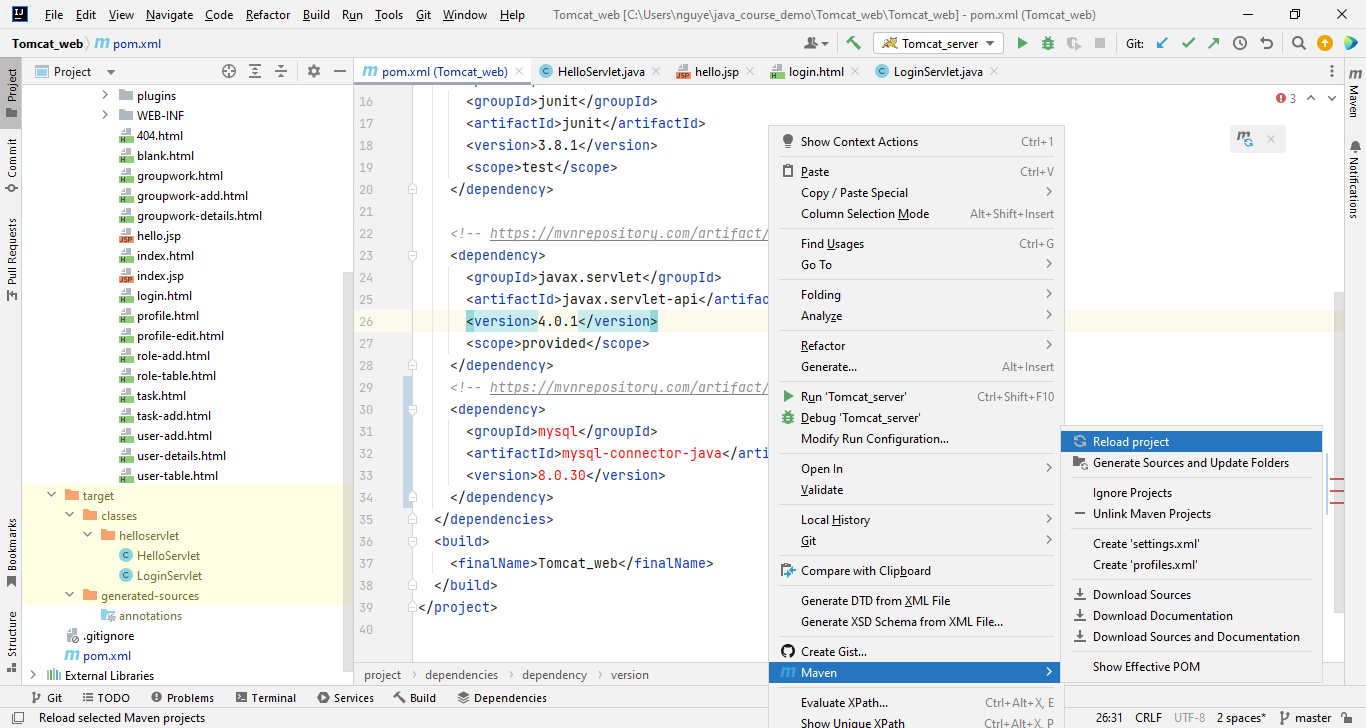 File Edit View Navigate Code Refactor Build Run Tools Git Window Help Tomcat_web [C:\Users\nguye\java_course_demo\Tomcat_web\Tomcat_web] - pom.xml (Tomcat_web)
Tomcat_web m pom.xml Tomcat_server Git:
Project
pom.xml (Tomcat_web) HelloServlet.java hello.jsp login.html LoginServlet.java
Project
Commit
Pull Requests
Bookmarks
Structure
plugins
WEB-INF
404.html
blank.html
groupwork.html
groupwork-add.html
groupwork-details.html
hello.jsp
index.html
index.jsp
login.html
profile.html
profile-edit.html
role-add.html
role-table.html
task.html
task-add.html
user-add.html
user-details.html
user-table.html
target
classes
helloservlet
HelloServlet
LoginServlet
generated-sources
annotations
.gitignore
pom.xml
External Libraries
16 <groupId>junit</groupId>
17 <artifactId>junit</artifactId>
18 <version>3.8.1</version>
19 <scope>test</scope>
20 </dependency>
21
22 <!-- https://mvnrepository.com/artifact/
23 <dependency>
24 <groupId>javax.servlet</groupId>
25 <artifactId>javax.servlet-api</artifac
26 <version>4.0.1</version>
27 <scope>provided</scope>
28 </dependency>
29 <!-- https://mvnrepository.com/artifact/
30 <dependency>
31 <groupId>mysql</groupId>
32 <artifactId>mysql-connector-java</arti
33 <version>8.0.30</version>
34 </dependency>
35 </dependencies>
36 <build>
37 <finalName>Tomcat_web</finalName>
38 </build>
39 </project>
40
3
Show Context Actions Ctrl+1
Paste Ctrl+V
Copy / Paste Special
Column Selection Mode Alt+Shift+Insert
Find Usages Ctrl+G
Go To
Folding
Analyze
Refactor
Generate... Alt+Insert
Run 'Tomcat_server' Ctrl+Shift+F10
Debug 'Tomcat_server'
Modify Run Configuration...
Open In
Validate
Local History
Git
Compare with Clipboard
Generate DTD from XML File
Generate XSD Schema from XML File...
Create Gist...
Maven
Evaluate XPath... Ctrl+Alt+X, E
Show Unique XPath Ctrl+Alt+X, P
Reload project
Generate Sources and Update Folders
Ignore Projects
Unlink Maven Projects
Create 'settings.xml'
Create 'profiles.xml'
Download Sources
Download Documentation
Download Sources and Documentation
Show Effective POM
Maven
Notifications
project dependencies dependency version
Git TODO Problems Terminal Services Build Dependencies
Reload selected Maven projects 26:31 CRLF UTF-8 2 spaces* master